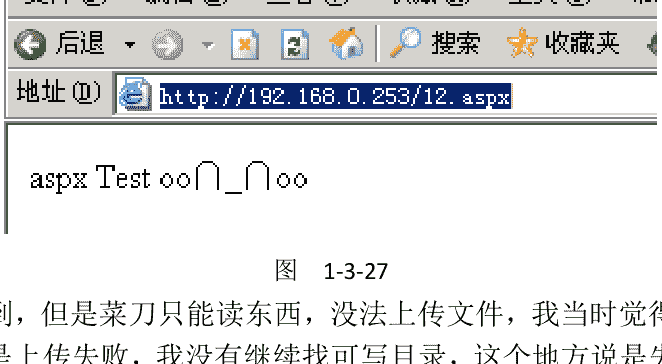 后退 搜索 收藏夹
地址(D) http://192.168.0.253/12.aspx
aspx Test oo∩_∩oo
图 1-3-27
到，但是菜刀只能读东西，没法上传文件，我当时觉得
是上传失败，我没有继续找可写目录，这个地方说是